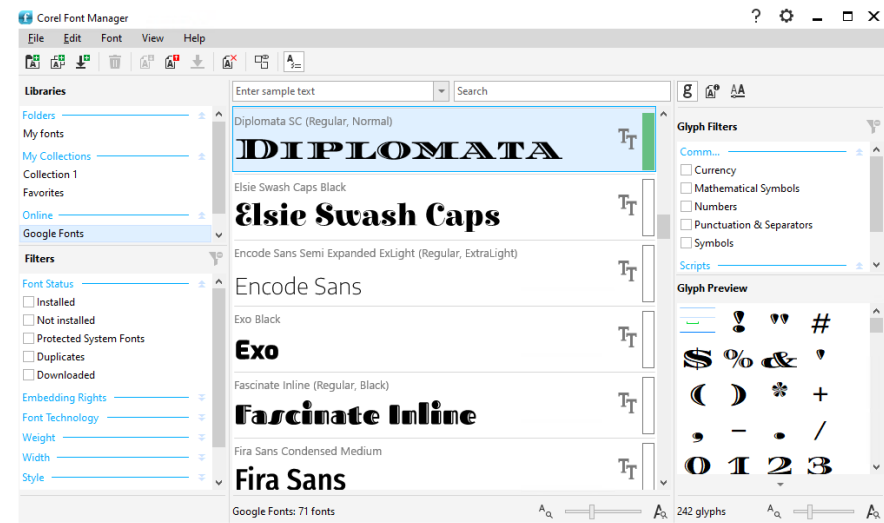 Corel Font Manager
File Edit Font View Help
Libraries
Folders
My fonts
My Collections
Collection 1
Favorites
Online
Google Fonts
Filters
Font Status
Installed
Not installed
Protected System Fonts
Duplicates
Downloaded
Embedding Rights
Font Technology
Weight
Width
Style
Enter sample text
Search
Diplomata SC (Regular, Normal)
DIPLOMATA
Elsie Swash Caps Black
Elsie Swash Caps
Encode Sans Semi Expanded ExLight (Regular, ExtraLight)
Encode Sans
Exo Black
Exo
Fascinate Inline (Regular, Black)
Fascinate Inline
Fira Sans Condensed Medium
Fira Sans
Google Fonts: 71 fonts
Glyph Filters
Comm...
Currency
Mathematical Symbols
Numbers
Punctuation & Separators
Symbols
Scripts
Glyph Preview
! " #
$ % & '
( ) * +
, - . /
0 1 2 3
242 glyphs